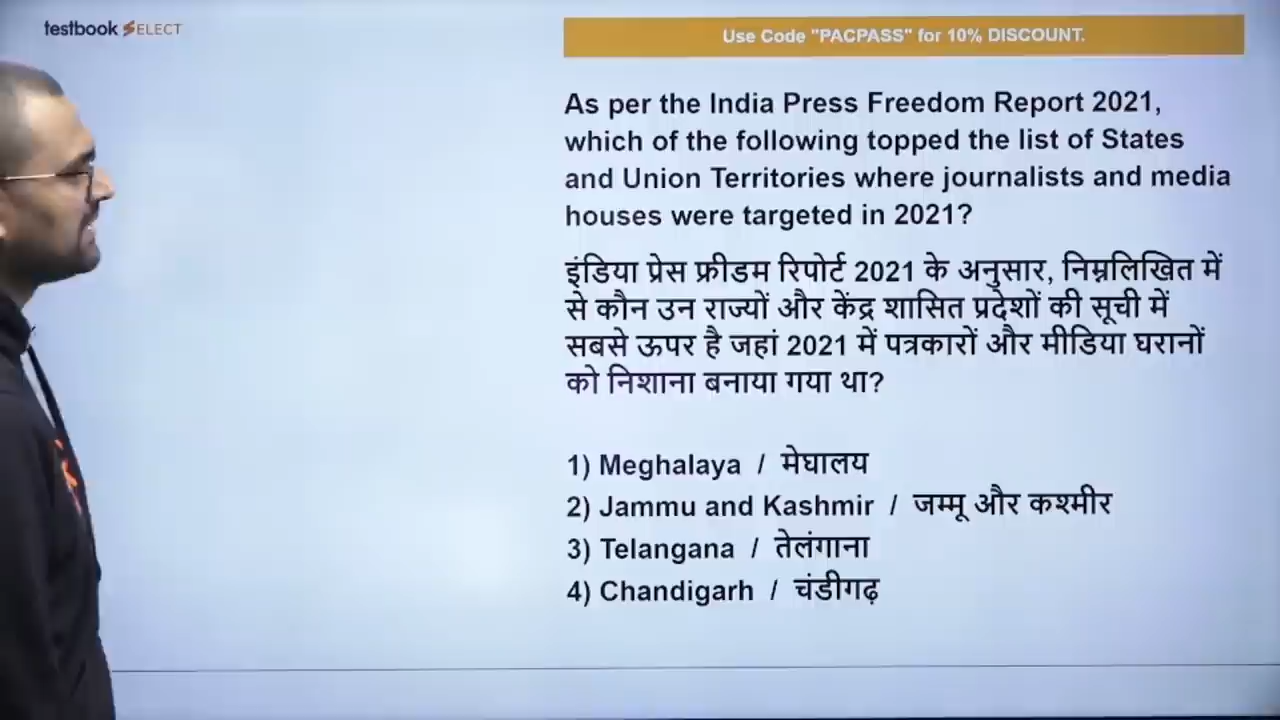 testbook SELECT
Use Code "PACPASS" for 10% DISCOUNT.
As per the India Press Freedom Report 2021,
which of the following topped the list of States
and Union Territories where journalists and media
houses were targeted in 2021?
इंडिया प्रेस फ्रीडम रिपोर्ट 2021 के अनुसार, निम्नलिखित में
से कौन उन राज्यों और केंद्र शासित प्रदेशों की सूची में
सबसे ऊपर है जहां 2021 में पत्रकारों और मीडिया घरानों
को निशाना बनाया गया था?
1) Meghalaya / मेघालय
2) Jammu and Kashmir / जम्मू और कश्मीर
3) Telangana / तेलंगाना
4) Chandigarh / चंडीगढ़